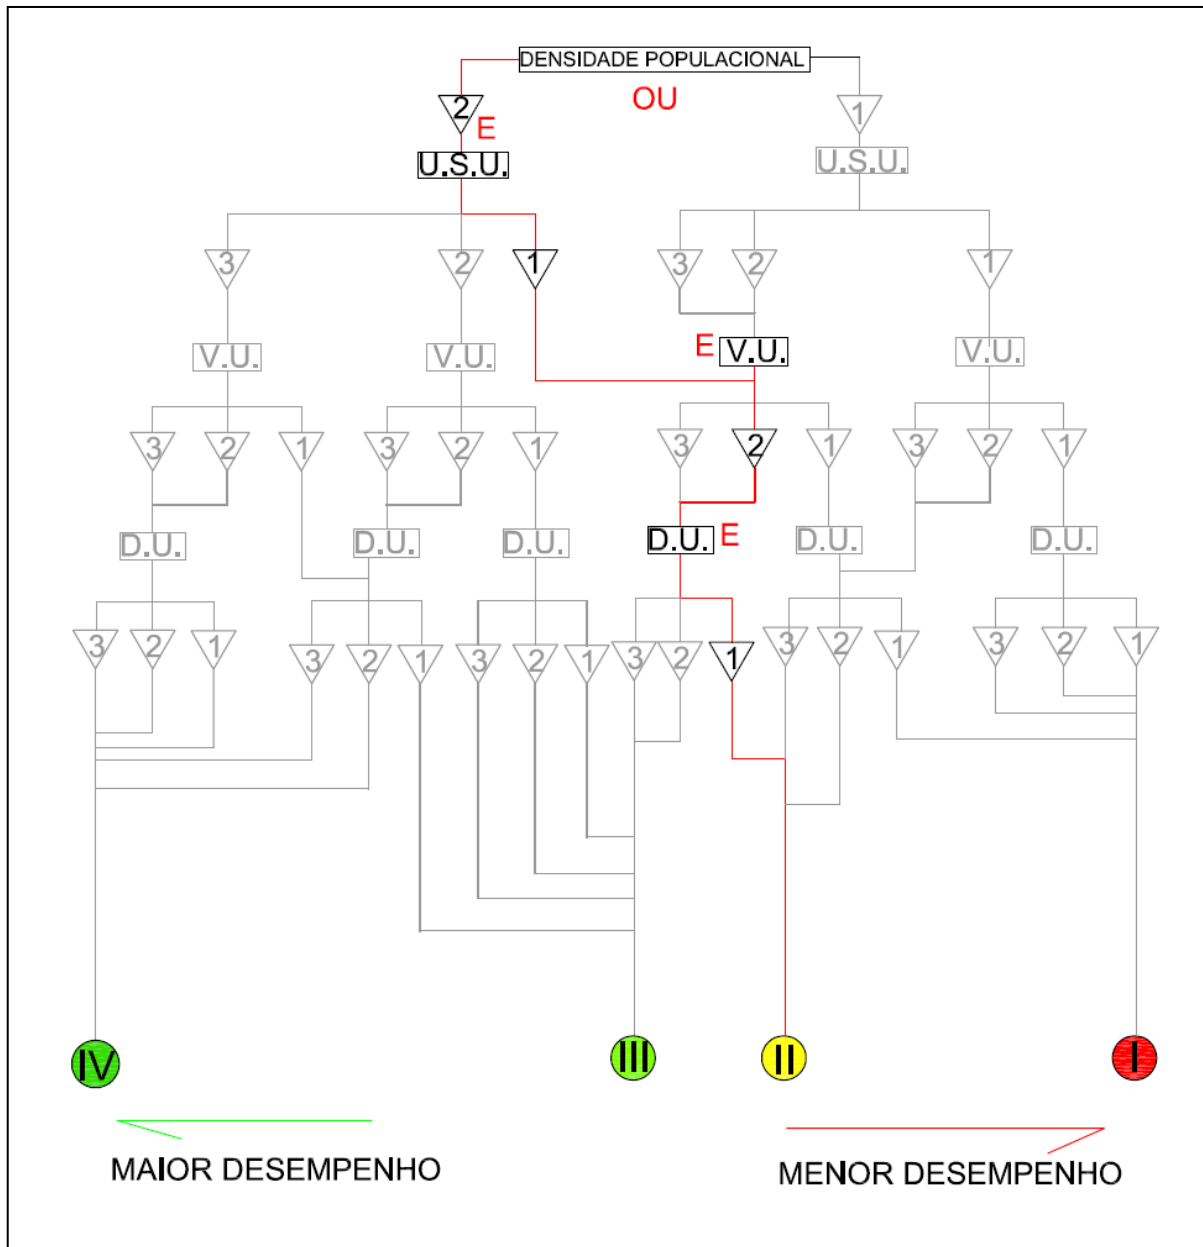 DENSIDADE POPULACIONAL
OU
2 1
E
U.S.U. U.S.U.
3 2 1 3 2 1
V.U. V.U. E V.U. V.U.
3 2 1 3 2 1 3 2 1 3 2 1
D.U. D.U. D.U. D.U. E D.U. D.U.
3 2 1 3 2 1 3 2 1 3 2 1 3 2 1 3 2 1
IV III II I
MAIOR DESEMPENHO MENOR DESEMPENHO